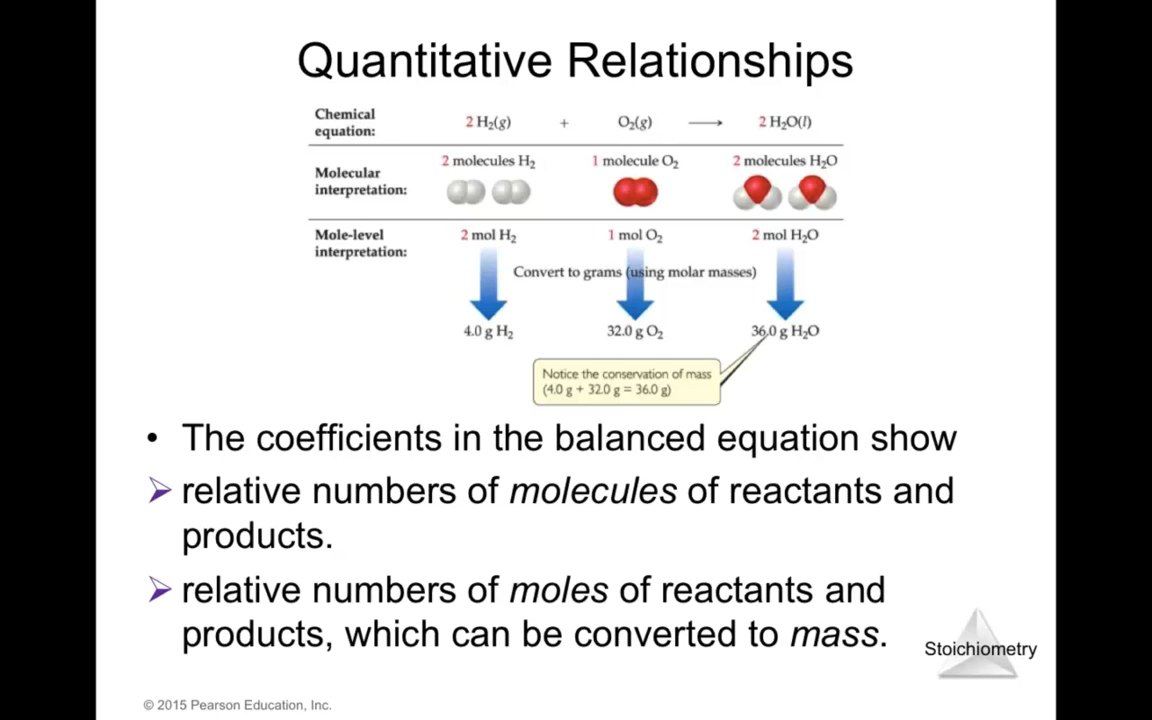 Quantitative Relationships
Chemical
equation:
2 H₂(g) + O₂(g) ⟶ 2 H₂O(l)
2 molecules H₂ 1 molecule O₂ 2 molecules H₂O
Molecular
interpretation:
Mole-level
interpretation:
2 mol H₂ 1 mol O₂ 2 mol H₂O
Convert to grams (using molar masses)
4.0 g H₂ 32.0 g O₂ 36.0 g H₂O
Notice the conservation of mass
(4.0 g + 32.0 g = 36.0 g)
• The coefficients in the balanced equation show
➢ relative numbers of molecules of reactants and
products.
➢ relative numbers of moles of reactants and
products, which can be converted to mass.
Stoichiometry
© 2015 Pearson Education, Inc.